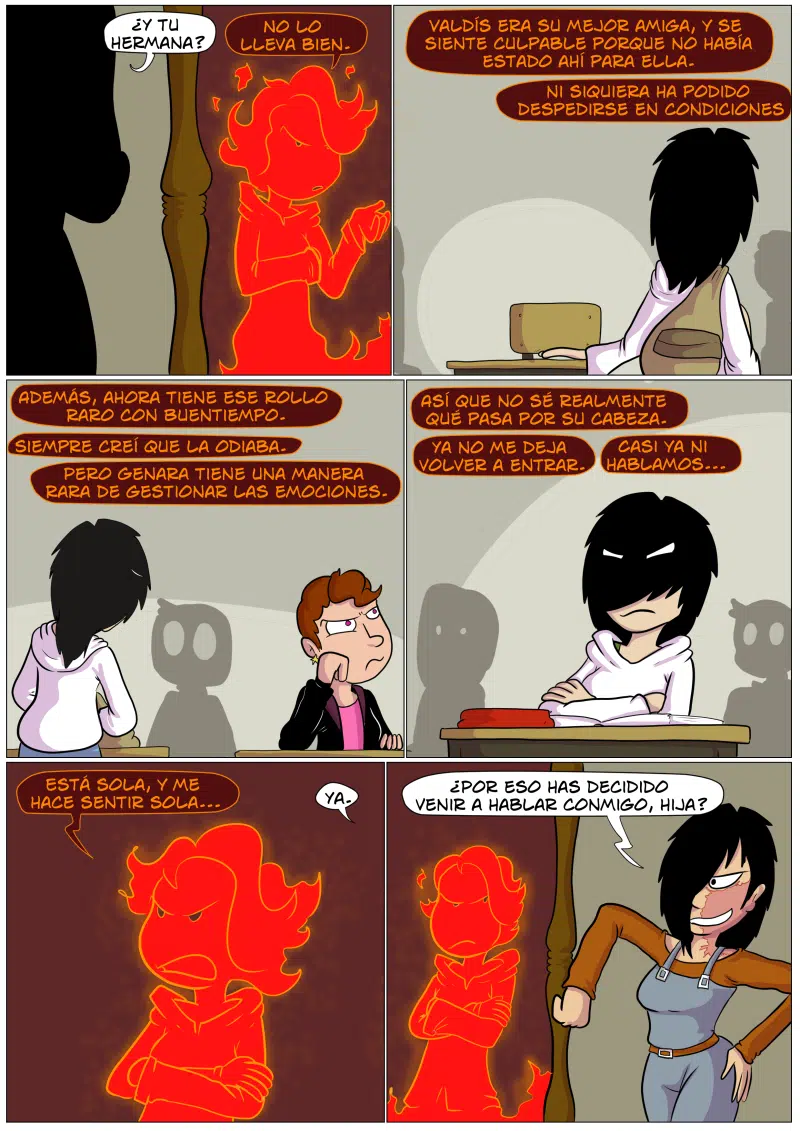 ¿Y TU
HERMANA?
NO LO
LLEVA BIEN.
VALDÍS ERA SU MEJOR AMIGA, Y SE
SIENTE CULPABLE PORQUE NO HABÍA
ESTADO AHÍ PARA ELLA.
NI SIQUIERA HA PODIDO
DESPEDIRSE EN CONDICIONES
ADEMÁS, AHORA TIENE ESE ROLLO
RARO CON BUENTIEMPO.
SIEMPRE CREÍ QUE LA ODIABA.
PERO GENARA TIENE UNA MANERA
RARA DE GESTIONAR LAS EMOCIONES.
ASÍ QUE NO SÉ REALMENTE
QUÉ PASA POR SU CABEZA.
YA NO ME DEJA
VOLVER A ENTRAR.
CASI YA NI
HABLAMOS...
ESTÁ SOLA, Y ME
HACE SENTIR SOLA...
YA.
¿POR ESO HAS DECIDIDO
VENIR A HABLAR CONMIGO, HIJA?